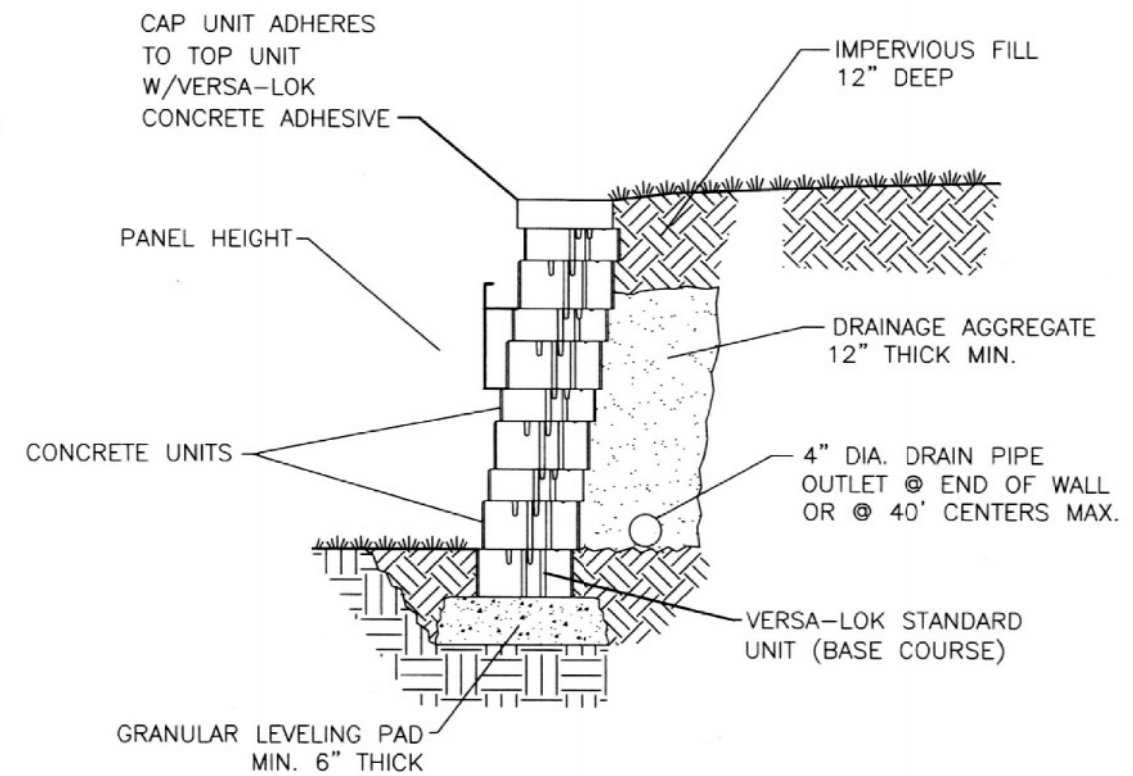 CAP UNIT ADHERES
TO TOP UNIT
W/VERSA-LOK
CONCRETE ADHESIVE
IMPERVIOUS FILL
12" DEEP
PANEL HEIGHT
DRAINAGE AGGREGATE
12" THICK MIN.
CONCRETE UNITS
4" DIA. DRAIN PIPE
OUTLET @ END OF WALL
OR @ 40' CENTERS MAX.
VERSA-LOK STANDARD
UNIT (BASE COURSE)
GRANULAR LEVELING PAD
MIN. 6" THICK